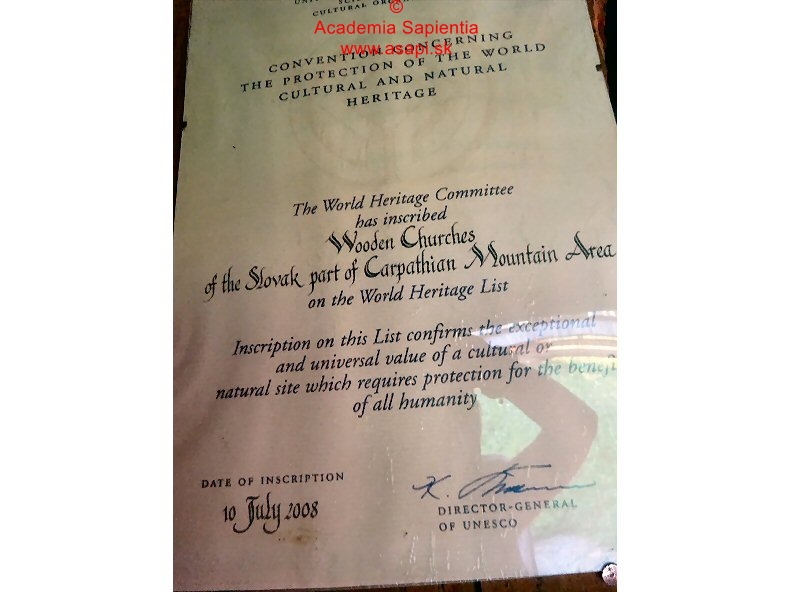 ©
Academia Sapientia
www.asapi.sk
CULTURAL
CONVENTION CONCERNING
THE PROTECTION OF THE WORLD
CULTURAL AND NATURAL
HERITAGE
The World Heritage Committee
has inscribed
Wooden Churches
of the Slovak part of Carpathian Mountain Area
on the World Heritage List
Inscription on this List confirms the exceptional
and universal value of a cultural or
natural site which requires protection for the benefit
of all humanity
DATE OF INSCRIPTION
10 July 2008
K.
DIRECTOR-GENERAL
OF UNESCO